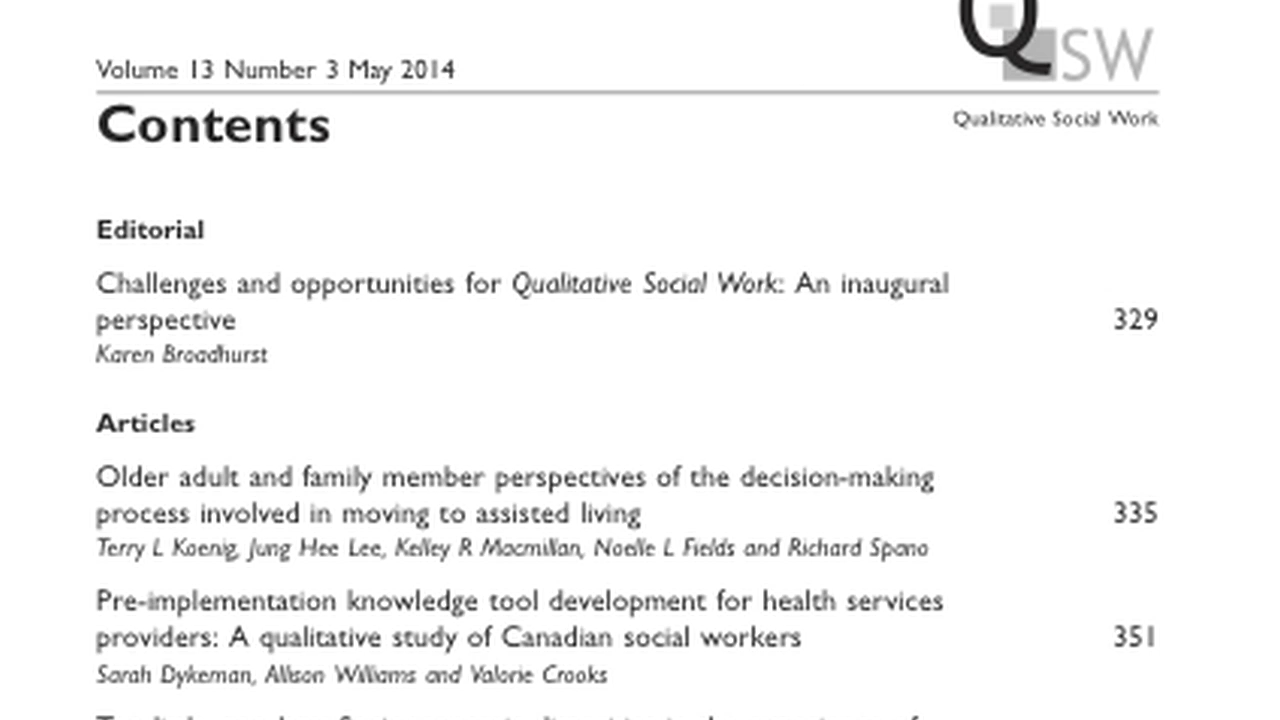 Volume 13 Number 3 May 2014
QSW
Contents
Qualitative Social Work
Editorial
Challenges and opportunities for Qualitative Social Work: An inaugural
perspective 329
Karen Broadhurst
Articles
Older adult and family member perspectives of the decision-making
process involved in moving to assisted living 335
Terry L Koenig, Jung Hee Lee, Kelley R Macmillan, Noelle L Fields and Richard Spano
Pre-implementation knowledge tool development for health services
providers: A qualitative study of Canadian social workers 351
Sarah Dykeman, Allison Williams and Valorie Crooks